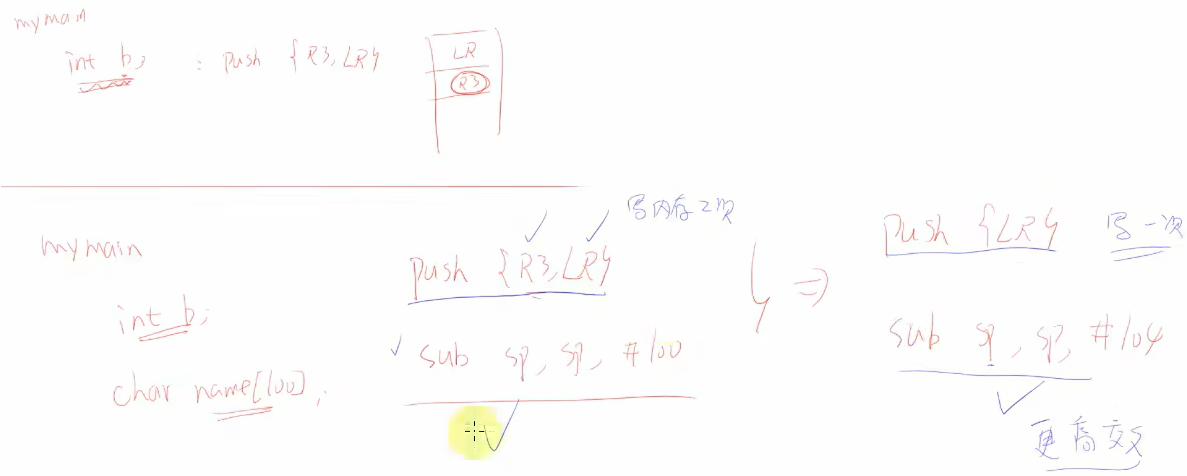 mymain
int b; : push {R3, LR}
LR
R3
mymain
int b;
char name[100];
push {R3, LR} 写内存2次
sub sp, sp, #100
=> push {LR} 写一次
sub sp, sp, #104
更高效